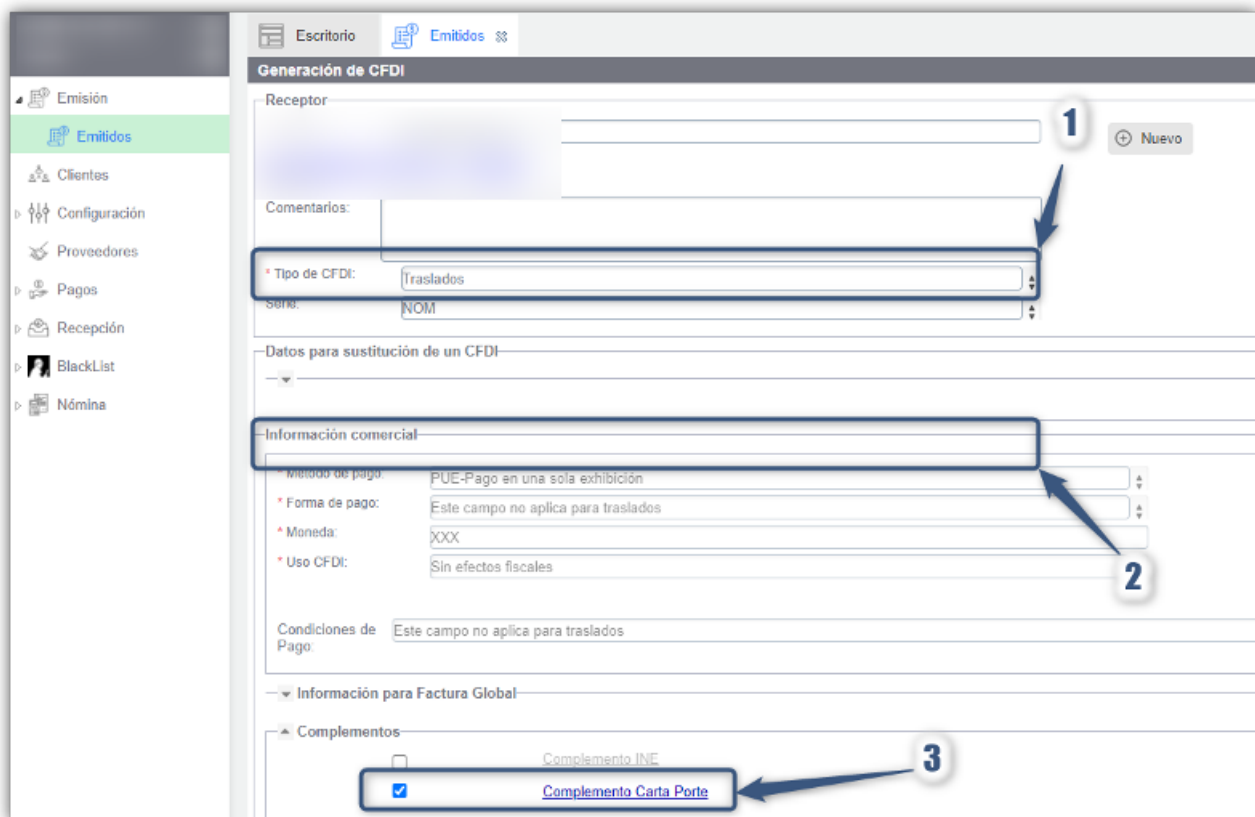 Escritorio
Emitidos
Generación de CFDI
Emisión
Emitidos
Clientes
Configuración
Proveedores
Pagos
Recepción
BlackList
Nómina
Receptor
1
Nuevo
Comentarios:
* Tipo de CFDI: Traslados
Serie: NOM
Datos para sustitución de un CFDI
Información comercial
* Método de pago: PUE-Pago en una sola exhibición
* Forma de pago: Este campo no aplica para traslados
* Moneda: XXX
* Uso CFDI: Sin efectos fiscales
2
Condiciones de Pago: Este campo no aplica para traslados
Información para Factura Global
Complementos
Complemento INE
3
Complemento Carta Porte